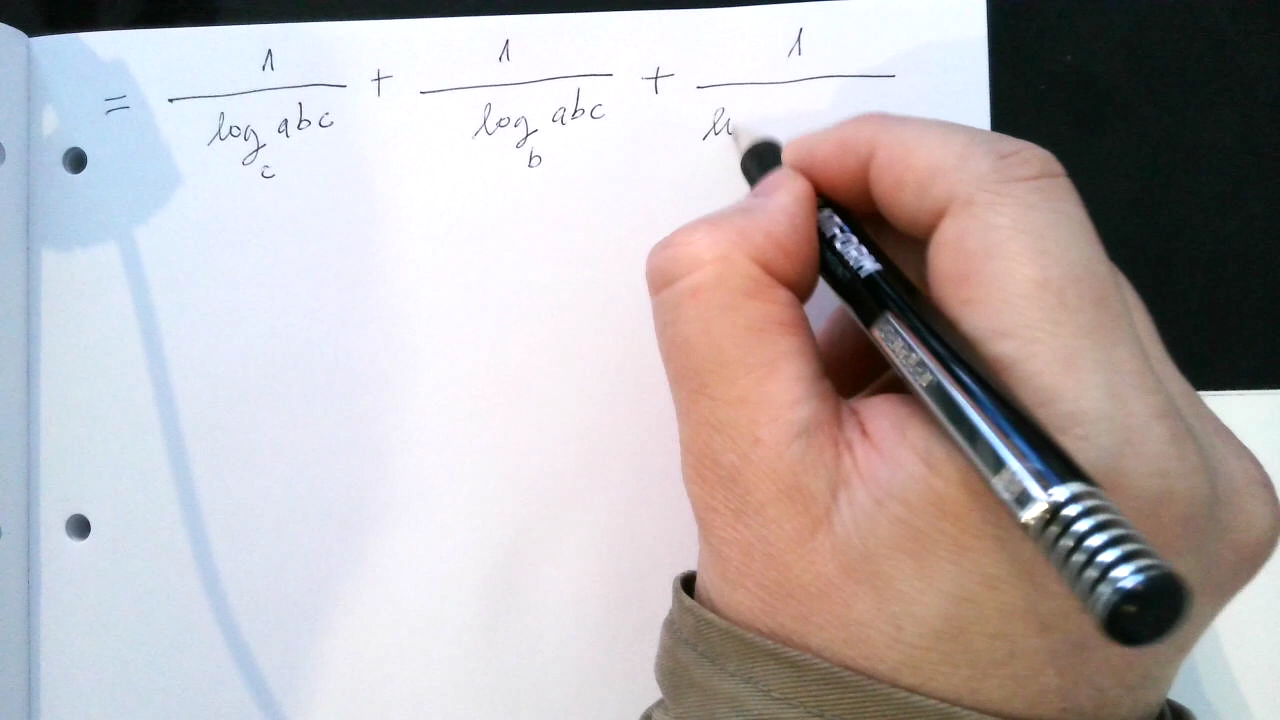 = 1/(log_c abc) + 1/(log_b abc) + 1/